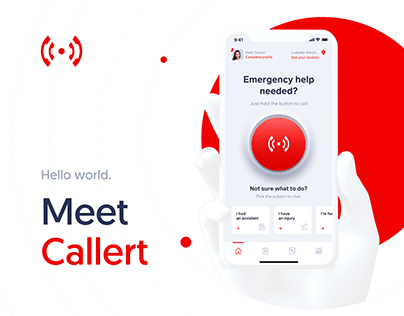 Hello world.
Meet
Callert
9:41
Hello Susan!
Complete profile
See your location
Emergency help
needed?
Just hold the button to call
Not sure what to do?
Pick the subject to chat
I had
an accident
I have
an injury